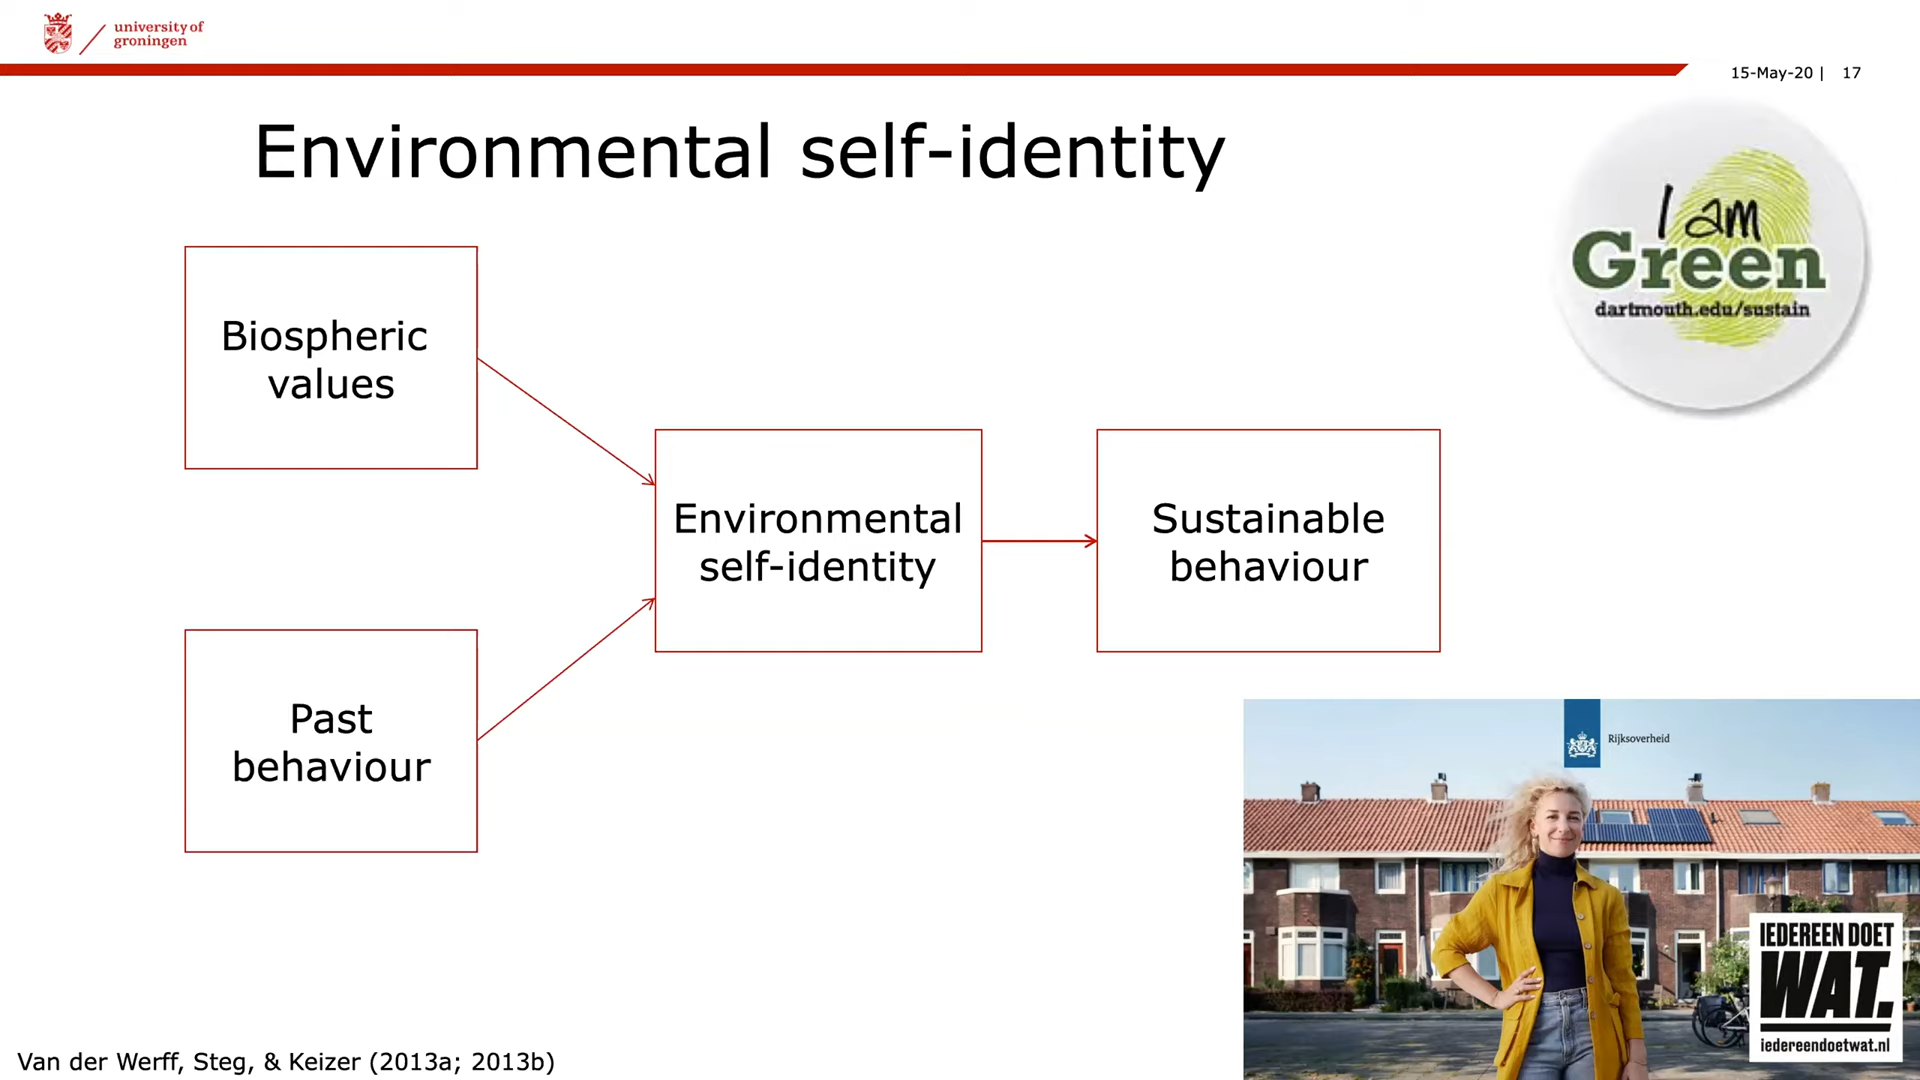 university of
groningen
15-May-20 | 17
Environmental self-identity
I am
Green
dartmouth.edu/sustain
Biospheric
values
Environmental
self-identity
Sustainable
behaviour
Past
behaviour
Rijksoverheid
IEDEREEN DOET
WAT.
iedereendoetwat.nl
Van der Werff, Steg, & Keizer (2013a; 2013b)